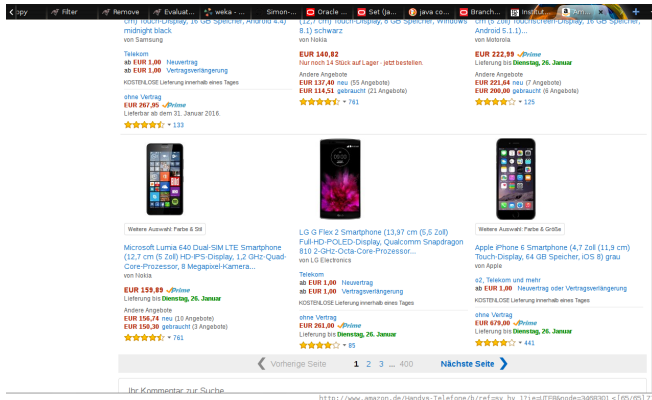 opy
Filter
Remove
Evaluat...
weka - ...
Simon-...
Oracle ...
Set (Ja...
java co...
Branch...
Institut...
midnight black
von Samsung
Telekom
ab EUR 1,00 Neuvertrag
ab EUR 1,00 Vertragsverlängerung
KOSTENLOSE Lieferung innerhalb eines Tages
ohne Vertrag
EUR 267,95 Prime
Lieferbar ab dem 31. Januar 2016.
133
(12,7 cm) Touch-Display, 8 GB Speicher, Windows
8.1) schwarz
von Nokia
EUR 140,82
Nur noch 14 Stück auf Lager - jetzt bestellen.
Andere Angebote
EUR 137,40 neu (55 Angebote)
EUR 114,51 gebraucht (21 Angebote)
761
cm (5 Zoll) Touchscreen-Display, 16 GB Speicher,
Android 5.1.1)...
von Motorola
EUR 222,99 Prime
Lieferung bis Dienstag, 26. Januar
Andere Angebote
EUR 221,64 neu (7 Angebote)
EUR 200,00 gebraucht (6 Angebote)
125
Weitere Auswahl: Farbe & Stil
Microsoft Lumia 640 Dual-SIM LTE Smartphone
(12,7 cm (5 Zoll) HD-IPS-Display, 1,2 GHz-Quad-
Core-Prozessor, 8 Megapixel-Kamera...
von Nokia
EUR 159,89 Prime
Lieferung bis Dienstag, 26. Januar
Andere Angebote
EUR 156,74 neu (10 Angebote)
EUR 150,30 gebraucht (3 Angebote)
761
LG G Flex 2 Smartphone (13,97 cm (5,5 Zoll)
Full-HD-POLED-Display, Qualcomm Snapdragon
810 2-GHz-Octa-Core-Prozessor...
von LG Electronics
Telekom
ab EUR 1,00 Neuvertrag
ab EUR 1,00 Vertragsverlängerung
KOSTENLOSE Lieferung innerhalb eines Tages
ohne Vertrag
EUR 261,00 Prime
Lieferung bis Dienstag, 26. Januar
85
Weitere Auswahl: Farbe & Größe
Apple iPhone 6 Smartphone (4,7 Zoll (11,9 cm)
Touch-Display, 64 GB Speicher, iOS 8) grau
von Apple
o2, Telekom und mehr
ab EUR 1,00 Neuvertrag oder Vertragsverlängerung
KOSTENLOSE Lieferung innerhalb eines Tages
ohne Vertrag
EUR 679,00 Prime
Lieferung bis Dienstag, 26. Januar
441
Vorherige Seite 1 2 3 ... 400 Nächste Seite
Ihr Kommentar zur Suche